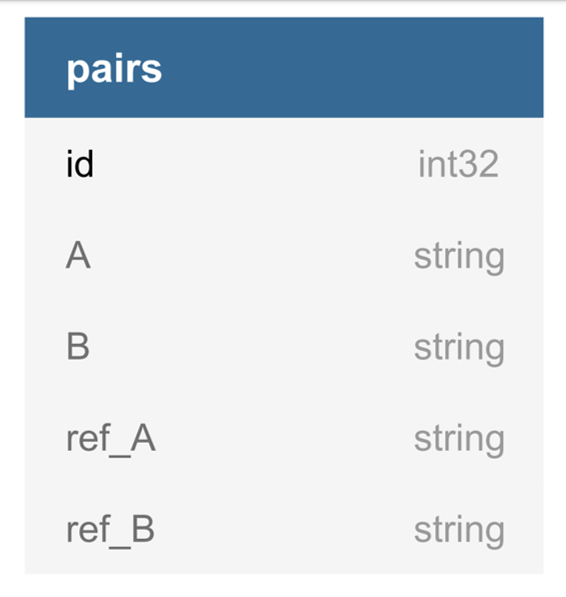 pairs
id int32
A string
B string
ref_A string
ref_B string